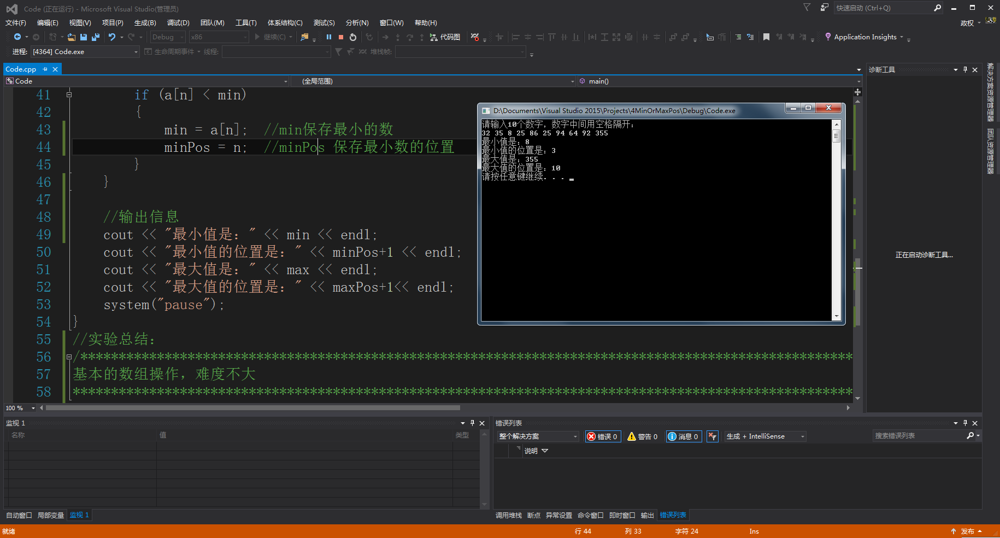 Code (正在运行) - Microsoft Visual Studio(管理员)
快速启动 (Ctrl+Q)
文件(F) 编辑(E) 视图(V) 项目(P) 生成(B) 调试(D) 团队(M) 工具(T) 体系结构(C) 测试(S) 分析(N) 窗口(W) 帮助(H)
政权
Debug x86 继续(C) 代码图 Application Insights
进程: [4364] Code.exe 生命周期事件 线程: 堆栈帧:
Code.cpp
Code (全局范围) main()
41 if (a[n] < min)
42 {
43 min = a[n]; //min保存最小的数
44 minPos = n; //minPos 保存最小数的位置
45 }
46 }
47
48 //输出信息
49 cout << "最小值是: " << min << endl;
50 cout << "最小值的位置是: " << minPos+1 << endl;
51 cout << "最大值是: " << max << endl;
52 cout << "最大值的位置是: " << maxPos+1<< endl;
53 system("pause");
54 }
55 //实验总结:
56 /*****************************************************************************************************
57 基本的数组操作, 难度不大
58 ******************************************************************************************************
100 %
D:\Documents\Visual Studio 2015\Projects\4MinOrMaxPos\Debug\Code.exe
请输入10个数字, 数字中间用空格隔开:
32 35 8 25 86 25 94 64 92 355
最小值是: 8
最小值的位置是: 3
最大值是: 355
最大值的位置是: 10
请按任意键继续. . .
诊断工具
正在启动诊断工具...
解决方案资源管理器
团队资源管理器
监视 1
名称 值 类型
自动窗口 局部变量 监视 1
错误列表
整个解决方案 错误 0 警告 0 消息 0 生成 + IntelliSense 搜索错误列表
说明
调用堆栈 断点 异常设置 命令窗口 即时窗口 输出 错误列表
就绪 行 44 列 33 字符 24 Ins 发布